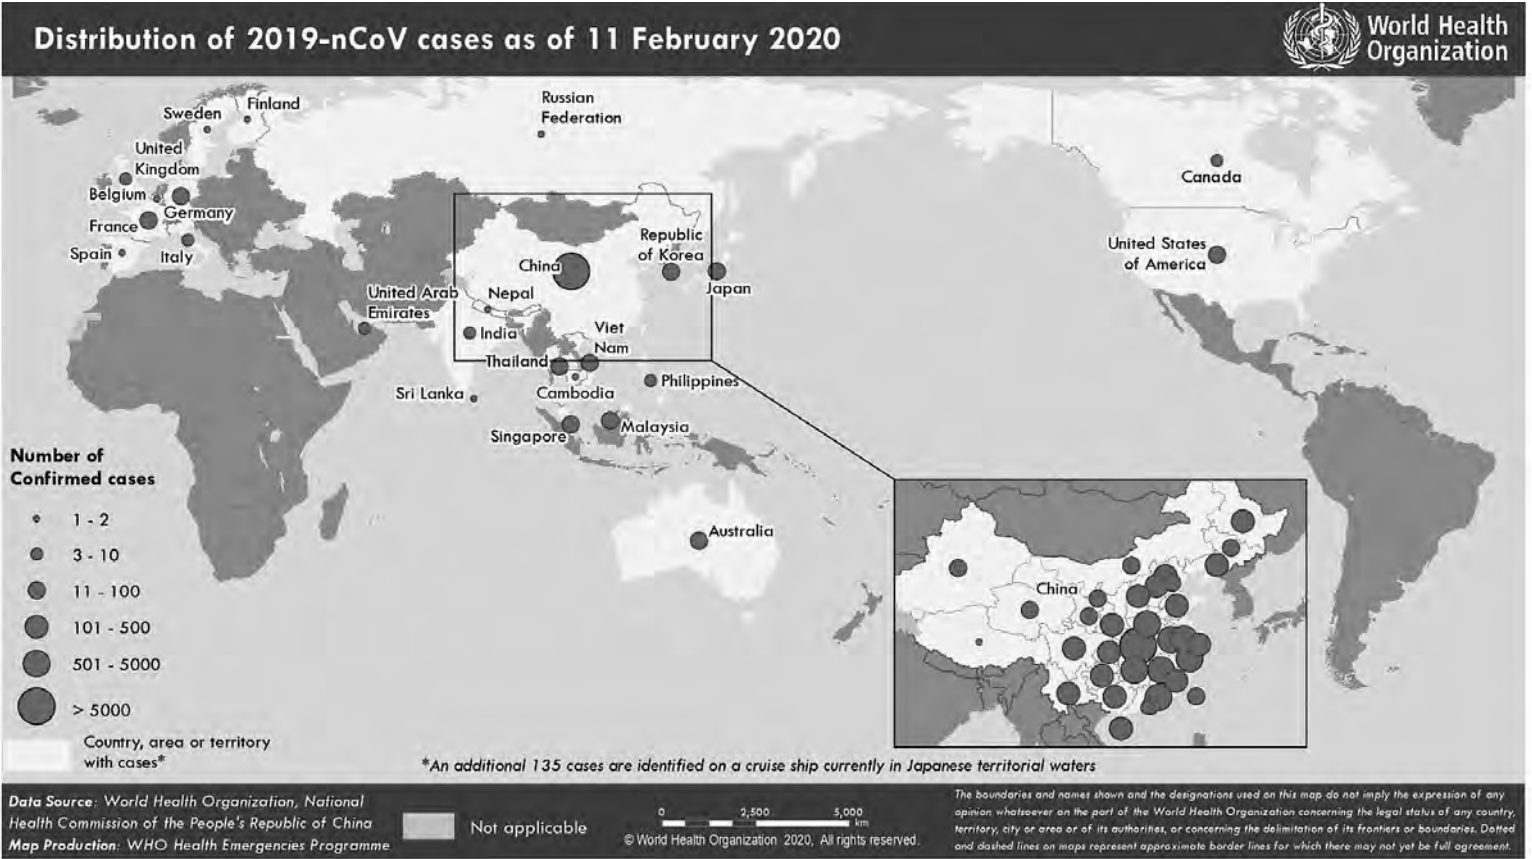 Distribution of 2019-nCoV cases as of 11 February 2020
World Health
Organization
Sweden
Finland
Russian
Federation
United
Kingdom
Belgium
Germany
France
Spain
Italy
Canada
United States
of America
Republic
of Korea
China
Japan
United Arab
Emirates
Nepal
India
Viet
Nam
Thailand
Cambodia
Philippines
Sri Lanka
Singapore
Malaysia
Australia
China
Number of
Confirmed cases
1 - 2
3 - 10
11 - 100
101 - 500
501 - 5000
> 5000
Country, area or territory
with cases*
*An additional 135 cases are identified on a cruise ship currently in Japanese territorial waters
Data Source: World Health Organization, National
Health Commission of the People's Republic of China
Map Production: WHO Health Emergencies Programme
Not applicable
0 2,500 5,000
km
© World Health Organization 2020, All rights reserved.
The boundaries and names shown and the designations used on this map do not imply the expression of any
opinion whatsoever on the part of the World Health Organization concerning the legal status of any country,
territory, city or area or of its authorities, or concerning the delimitation of its frontiers or boundaries. Dotted
and dashed lines on maps represent approximate border lines for which there may not yet be full agreement.